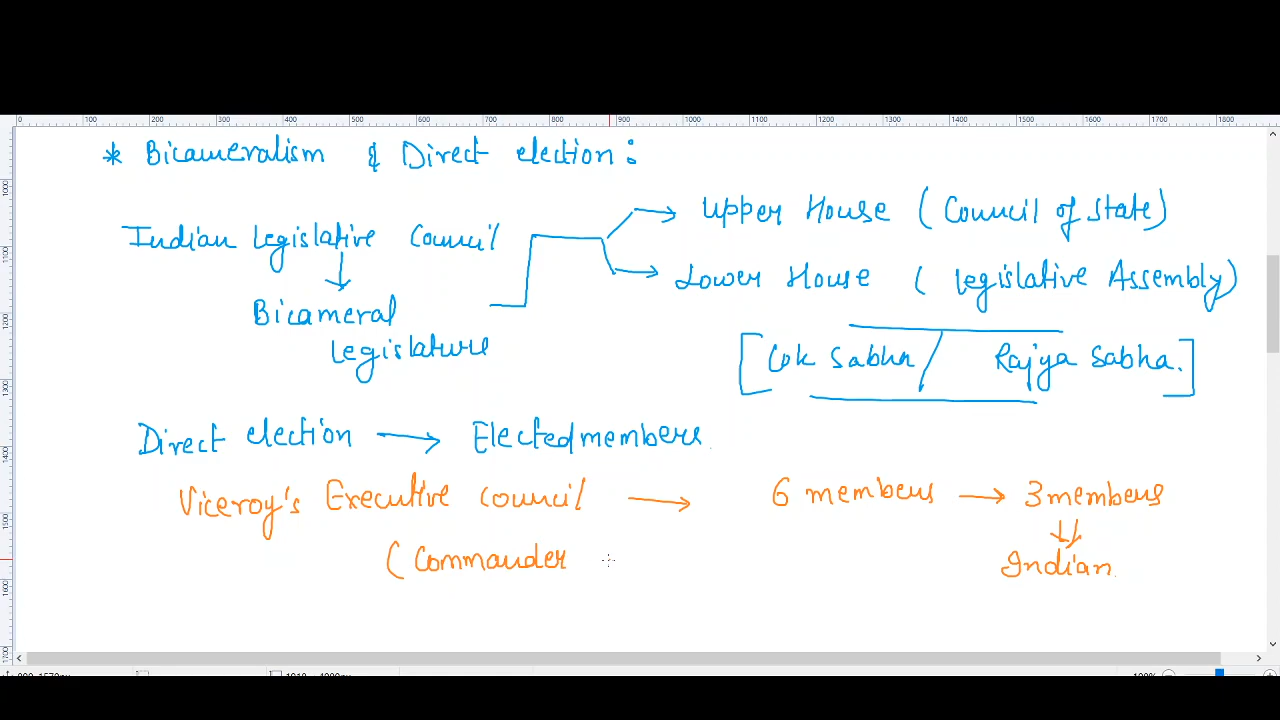 * Bicameralism & Direct election:
Upper House (Council of State)
Indian Legislative Council
Lower House (Legislative Assembly)
Bicameral
Legislature
[Lok Sabha / Rajya Sabha.]
Direct election → Elected members
Viceroy's Executive Council → 6 members → 3 members
(Commander
Indian